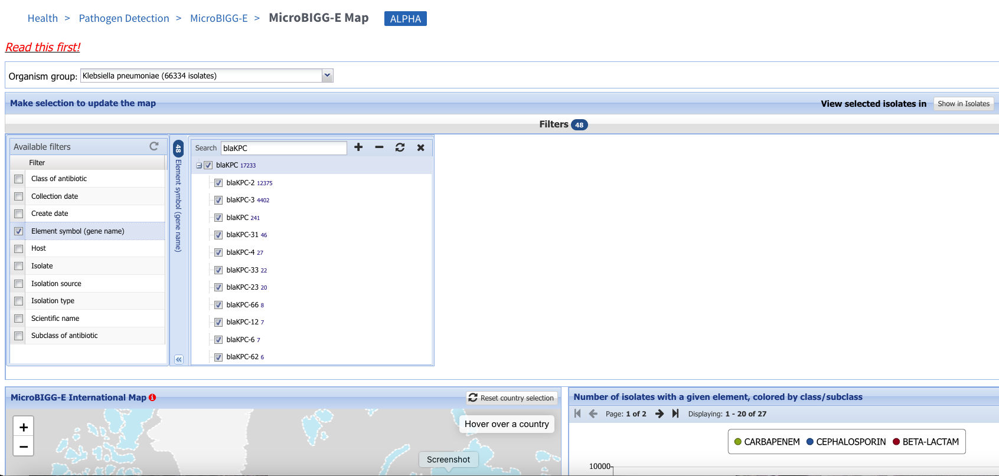 Health > Pathogen Detection > MicroBIGG-E > MicroBIGG-E Map ALPHA
Read this first!
Organism group: Klebsiella pneumoniae (66334 isolates)
Make selection to update the map View selected isolates in Show in Isolates
Filters 48
Available filters
Filter
Class of antibiotic
Collection date
Create date
Element symbol (gene name)
Host
Isolate
Isolation source
Isolation type
Scientific name
Subclass of antibiotic
48 Element symbol (gene name)
Search blaKPC
blaKPC 17233
blaKPC-2 12375
blaKPC-3 4402
blaKPC 241
blaKPC-31 46
blaKPC-4 27
blaKPC-33 22
blaKPC-23 20
blaKPC-66 8
blaKPC-12 7
blaKPC-6 7
blaKPC-62 6
MicroBIGG-E International Map Reset country selection
+
−
Hover over a country
Screenshot
Number of isolates with a given element, colored by class/subclass
Page: 1 of 2 Displaying: 1 - 20 of 27
CARBAPENEM CEPHALOSPORIN BETA-LACTAM
10000